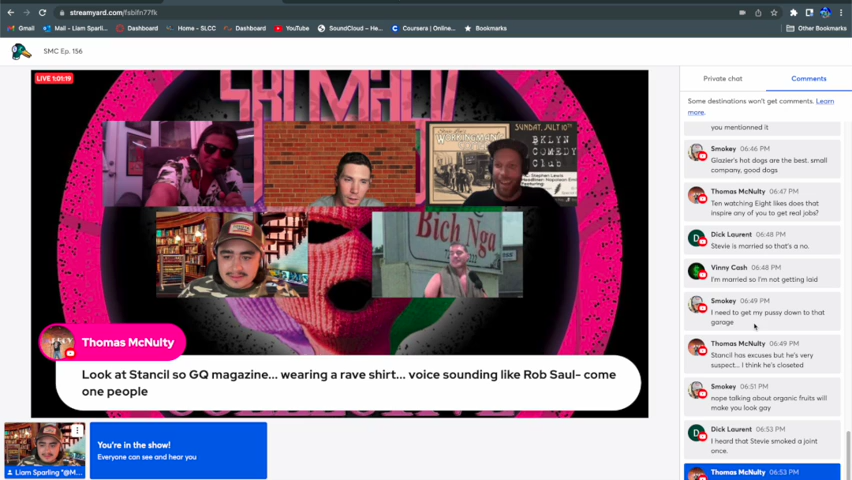 streamyard.com/fsbifn77fk
Gmail
Mail - Liam Sparling...
Dashboard
Home - SLCC
Dashboard
YouTube
SoundCloud – He...
Coursera | Online...
Bookmarks
Other Bookmarks
SMC Ep. 156
LIVE 1:01:19
WORKINGMAN'S
SUNDAY, JULY 10TH
BKLYN
COMEDY
Club
Bich Nga
Thomas McNulty
Look at Stancil so GQ magazine... wearing a rave shirt... voice sounding like Rob Saul- come
one people
You're in the show!
Everyone can see and hear you
Liam Sparling "@M...
Private chat
Comments
Some destinations won't get comments. Learn
more.
you mentionned it
Smokey 06:46 PM
Glazier's hot dogs are the best, small
company, good dogs
Thomas McNulty 06:47 PM
Ten watching Eight likes does that
inspire any of you to get real jobs?
Dick Laurent 06:48 PM
Stevie is married so that's a no.
Vinny Cash 06:48 PM
I'm married so I'm not getting laid
Smokey 06:49 PM
I need to get my pussy down to that
garage
Thomas McNulty 06:49 PM
Stancil has excuses but he's very
suspect... I think he's closeted
Smokey 06:51 PM
nope talking about organic fruits will
make you look gay
Dick Laurent 06:53 PM
I heard that Stevie smoked a joint
once.
Thomas McNulty 06:53 PM